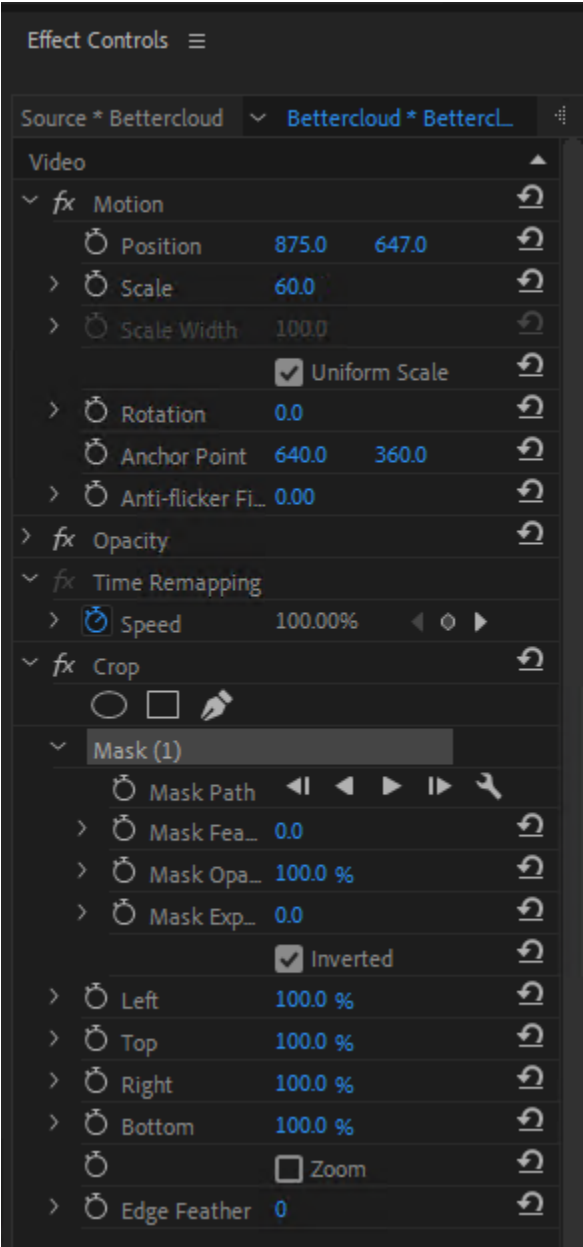 Effect Controls
Source * Bettercloud Bettercloud * Bettercl...
Video
fx Motion
Position 875.0 647.0
Scale 60.0
Scale Width 100.0
Uniform Scale
Rotation 0.0
Anchor Point 640.0 360.0
Anti-flicker Fi... 0.00
fx Opacity
fx Time Remapping
Speed 100.00%
fx Crop
Mask (1)
Mask Path
Mask Fea... 0.0
Mask Opa... 100.0 %
Mask Exp... 0.0
Inverted
Left 100.0 %
Top 100.0 %
Right 100.0 %
Bottom 100.0 %
Zoom
Edge Feather 0